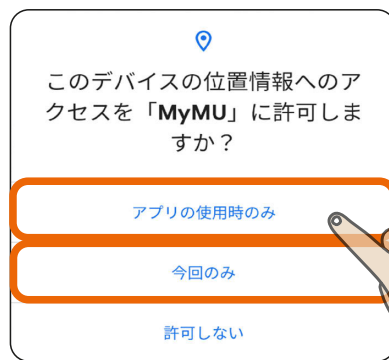 このデバイスの位置情報へのア
クセスを「MyMU」に許可しま
すか？
アプリの使用時のみ
今回のみ
許可しない